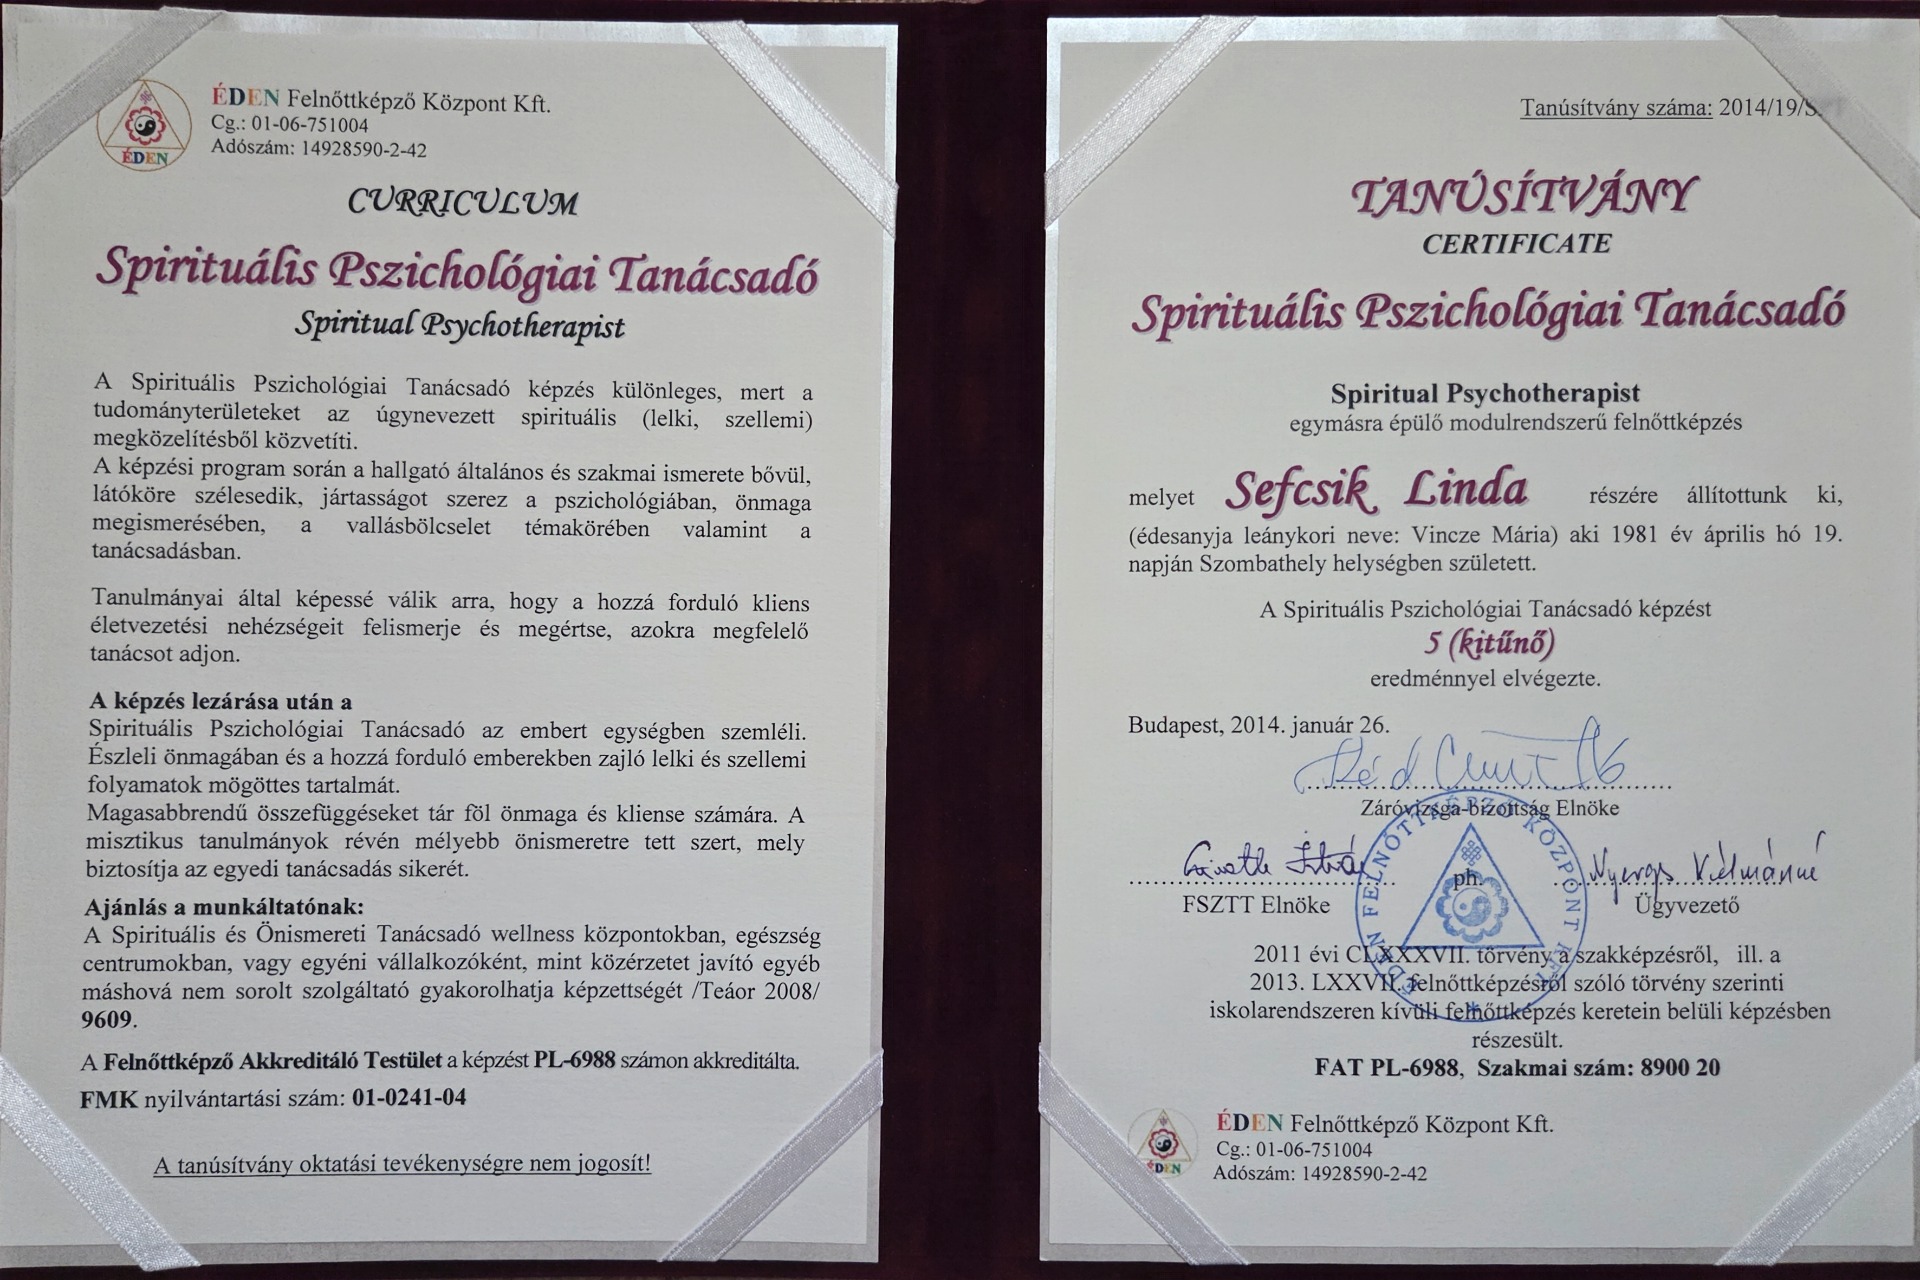 ÉDEN Felnőttképző Központ Kft.
Cg.: 01-06-751004
Adószám: 14928590-2-42
ÉDEN
CURRICULUM
Spirituális Pszichológiai Tanácsadó
Spiritual Psychotherapist
A Spirituális Pszichológiai Tanácsadó képzés különleges, mert a
tudományterületeket az úgynevezett spirituális (lelki, szellemi)
megközelítésből közvetíti.
A képzési program során a hallgató általános és szakmai ismerete bővül,
látóköre szélesedik, jártasságot szerez a pszichológiában, önmaga
megismerésében, a vallásbölcselet témakörében valamint a
tanácsadásban.
Tanulmányai által képessé válik arra, hogy a hozzá forduló kliens
életvezetési nehézségeit felismerje és megértse, azokra megfelelő
tanácsot adjon.
A képzés lezárása után a
Spirituális Pszichológiai Tanácsadó az embert egységben szemléli.
Észleli önmagában és a hozzá forduló emberekben zajló lelki és szellemi
folyamatok mögöttes tartalmát.
Magasabbrendű összefüggéseket tár föl önmaga és kliense számára. A
misztikus tanulmányok révén mélyebb önismeretre tett szert, mely
biztosítja az egyedi tanácsadás sikerét.
Ajánlás a munkáltatónak:
A Spirituális és Önismereti Tanácsadó wellness központokban, egészség
centrumokban, vagy egyéni vállalkozóként, mint közérzetet javító egyéb
máshová nem sorolt szolgáltató gyakorolhatja képzettségét /Teáor 2008/
9609.
A Felnőttképző Akkreditáló Testület a képzést PL-6988 számon akkreditálta.
FMK nyilvántartási szám: 01-0241-04
A tanúsítvány oktatási tevékenységre nem jogosít!
Tanúsítvány száma: 2014/19/S
TANÚSÍTVÁNY
CERTIFICATE
Spirituális Pszichológiai Tanácsadó
Spiritual Psychotherapist
egymásra épülő modulrendszerű felnőttképzés
melyet Sefcsik Linda részére állítottunk ki,
(édesanyja leánykori neve: Vincze Mária) aki 1981 év április hó 19.
napján Szombathely helységben született.
A Spirituális Pszichológiai Tanácsadó képzést
5 (kitűnő)
eredménnyel elvégezte.
Budapest, 2014. január 26.
Záróvizsga-bizottság Elnöke
István
ph.
Nyerges Kálmánné
FSZTT Elnöke
Ügyvezető
ÉDEN FELNŐTTKÉPZŐ KÖZPONT KFT.
2011 évi CLXXXVII. törvény a szakképzésről, ill. a
2013. LXXVII. felnőttképzésről szóló törvény szerinti
iskolarendszeren kívüli felnőttképzés keretein belüli képzésben
részesült.
FAT PL-6988, Szakmai szám: 8900 20
ÉDEN Felnőttképző Központ Kft.
Cg.: 01-06-751004
Adószám: 14928590-2-42
ÉDEN